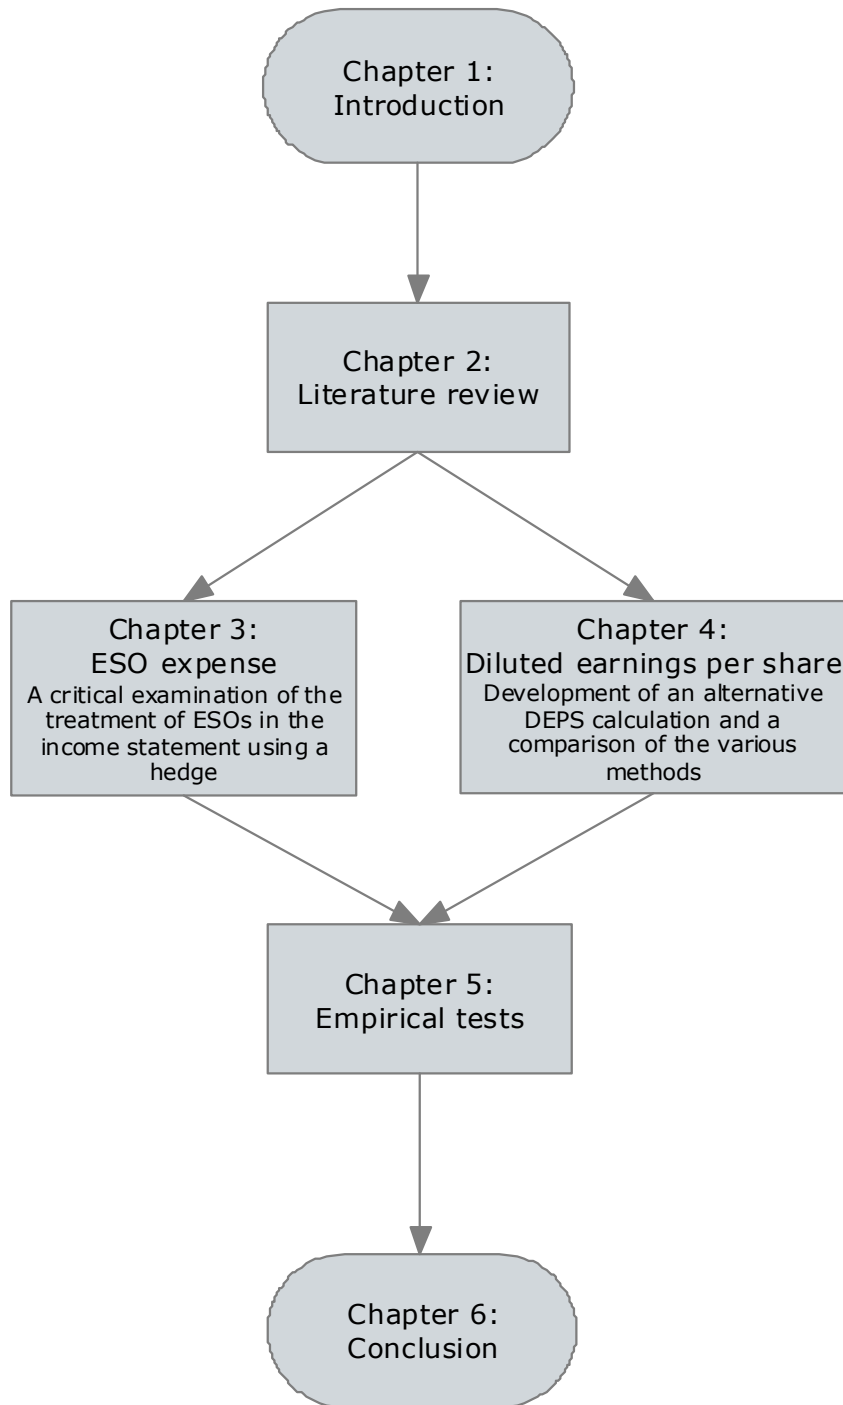 Chapter 1:
Introduction
Chapter 2:
Literature review
Chapter 3:
ESO expense
A critical examination of the
treatment of ESOs in the
income statement using a
hedge
Chapter 4:
Diluted earnings per share
Development of an alternative
DEPS calculation and a
comparison of the various
methods
Chapter 5:
Empirical tests
Chapter 6:
Conclusion